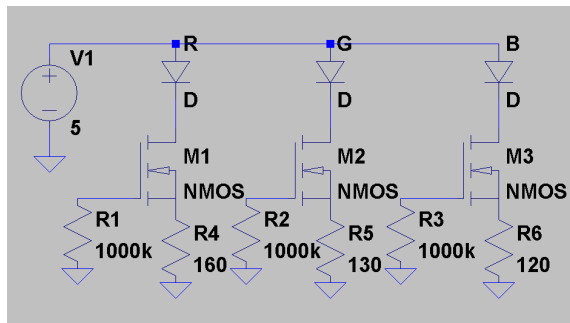 R G B
V1
D D D
5
M1 M2 M3
NMOS NMOS NMOS
R1 R4 R2 R5 R3 R6
1000k 160 1000k 130 1000k 120